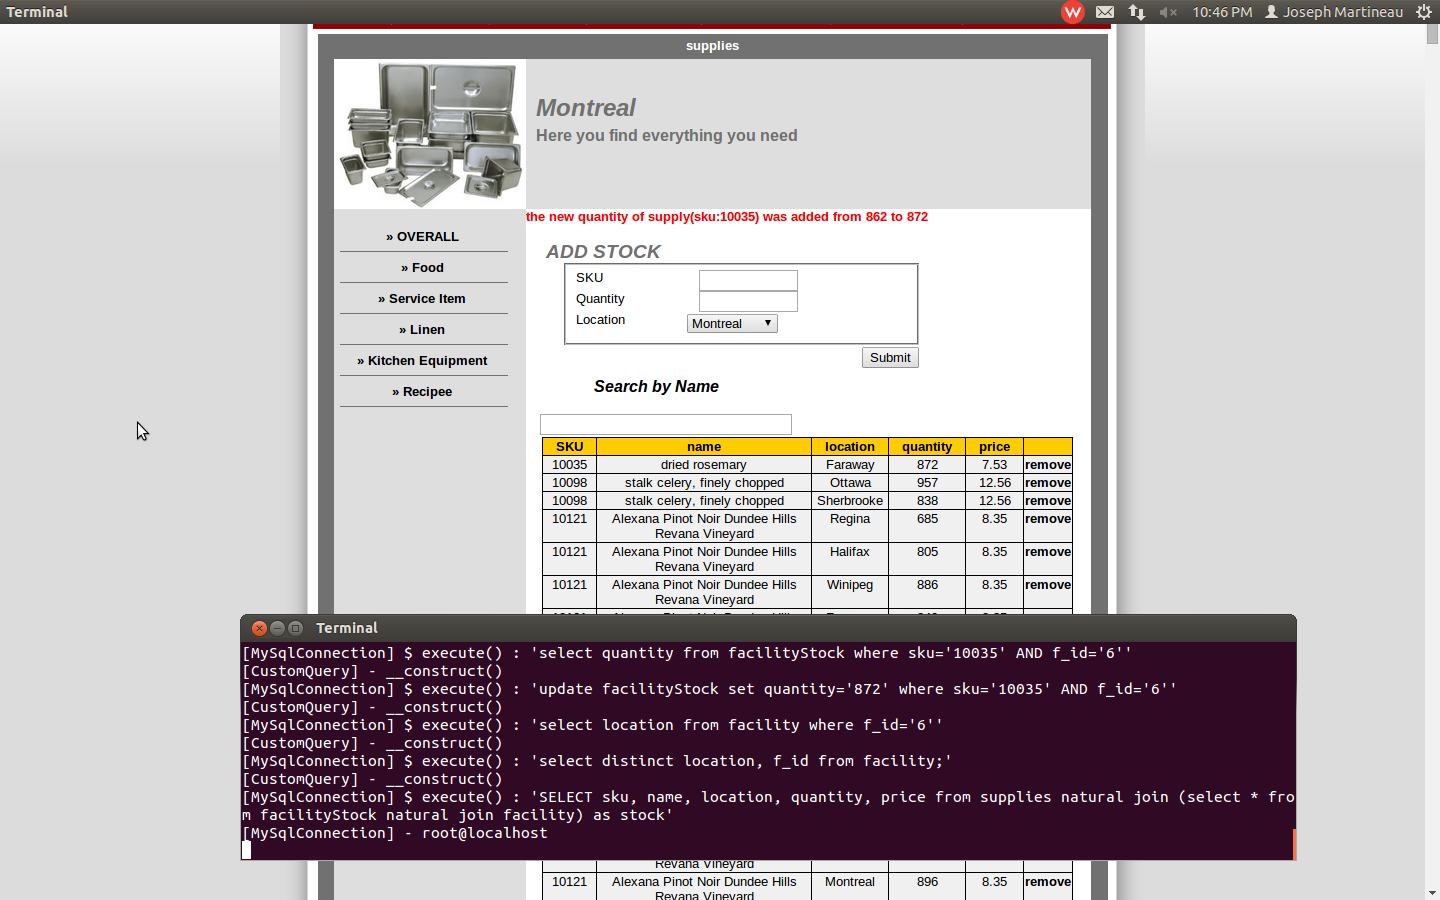 Terminal
10:46 PM
Joseph Martineau
supplies
Montreal
Here you find everything you need
the new quantity of supply(sku:10035) was added from 862 to 872
» OVERALL
» Food
» Service Item
» Linen
» Kitchen Equipment
» Recipee
ADD STOCK
SKU
Quantity
Location Montreal
Submit
Search by Name
SKU name location quantity price
10035 dried rosemary Faraway 872 7.53 remove
10098 stalk celery, finely chopped Ottawa 957 12.56 remove
10098 stalk celery, finely chopped Sherbrooke 838 12.56 remove
10121 Alexana Pinot Noir Dundee Hills Regina 685 8.35 remove
Revana Vineyard
10121 Alexana Pinot Noir Dundee Hills Halifax 805 8.35 remove
Revana Vineyard
10121 Alexana Pinot Noir Dundee Hills Winipeg 886 8.35 remove
Revana Vineyard
Terminal
[MySqlConnection] $ execute() : 'select quantity from facilityStock where sku='10035' AND f_id='6''
[CustomQuery] - __construct()
[MySqlConnection] $ execute() : 'update facilityStock set quantity='872' where sku='10035' AND f_id='6''
[CustomQuery] - __construct()
[MySqlConnection] $ execute() : 'select location from facility where f_id='6''
[CustomQuery] - __construct()
[MySqlConnection] $ execute() : 'select distinct location, f_id from facility;'
[CustomQuery] - __construct()
[MySqlConnection] $ execute() : 'SELECT sku, name, location, quantity, price from supplies natural join (select * fro
m facilityStock natural join facility) as stock'
[MySqlConnection] - root@localhost
Revana Vineyard
10121 Alexana Pinot Noir Dundee Hills Montreal 896 8.35 remove
Revana Vineyard